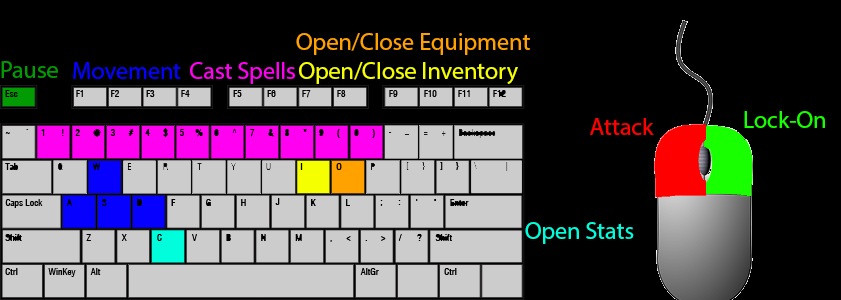 Open/Close Equipment
Pause Movement Cast Spells Open/Close Inventory
Esc F1 F2 F3 F4 F5 F6 F7 F8 F9 F10 F11 F12
Attack Lock-On
~ ` 1 ! 2 @ 3 # 4 $ 5 % 6 ^ 7 & 8 * 9 ( 0 ) - _ = + Backspace
Tab Q W E R T Y U I O P [ { ] } \ |
Caps Lock A S D F G H J K L ; : ' " Enter
Shift Z X C V B N M , < . > / ? Shift
Open Stats
Ctrl WinKey Alt AltGr Ctrl